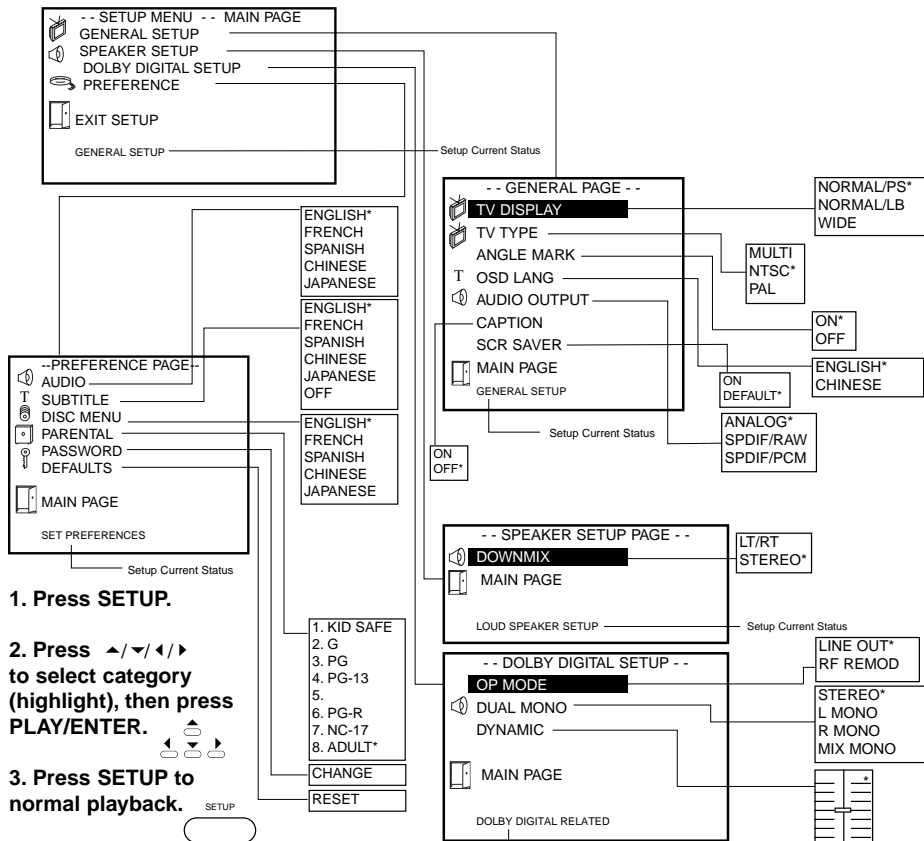 - - SETUP MENU - - MAIN PAGE
GENERAL SETUP
SPEAKER SETUP
DOLBY DIGITAL SETUP
PREFERENCE
EXIT SETUP
GENERAL SETUP
Setup Current Status
- - GENERAL PAGE - -
TV DISPLAY
TV TYPE
ANGLE MARK
T OSD LANG
AUDIO OUTPUT
CAPTION
SCR SAVER
MAIN PAGE
GENERAL SETUP
Setup Current Status
NORMAL/PS*
NORMAL/LB
WIDE
MULTI
NTSC*
PAL
ON*
OFF
ENGLISH*
CHINESE
ON
DEFAULT*
ANALOG*
SPDIF/RAW
SPDIF/PCM
ON
OFF*
ENGLISH*
FRENCH
SPANISH
CHINESE
JAPANESE
ENGLISH*
FRENCH
SPANISH
CHINESE
JAPANESE
OFF
ENGLISH*
FRENCH
SPANISH
CHINESE
JAPANESE
--PREFERENCE PAGE--
AUDIO
T SUBTITLE
DISC MENU
PARENTAL
PASSWORD
DEFAULTS
MAIN PAGE
SET PREFERENCES
Setup Current Status
1. Press SETUP.
2. Press ▲/▼/◀/▶
to select category
(highlight), then press
PLAY/ENTER.
3. Press SETUP to
normal playback.
SETUP
1. KID SAFE
2. G
3. PG
4. PG-13
5.
6. PG-R
7. NC-17
8. ADULT*
CHANGE
RESET
- - SPEAKER SETUP PAGE - -
DOWNMIX
MAIN PAGE
LOUD SPEAKER SETUP
Setup Current Status
LT/RT
STEREO*
- - DOLBY DIGITAL SETUP - -
OP MODE
DUAL MONO
DYNAMIC
MAIN PAGE
DOLBY DIGITAL RELATED
LINE OUT*
RF REMOD
STEREO*
L MONO
R MONO
MIX MONO
*